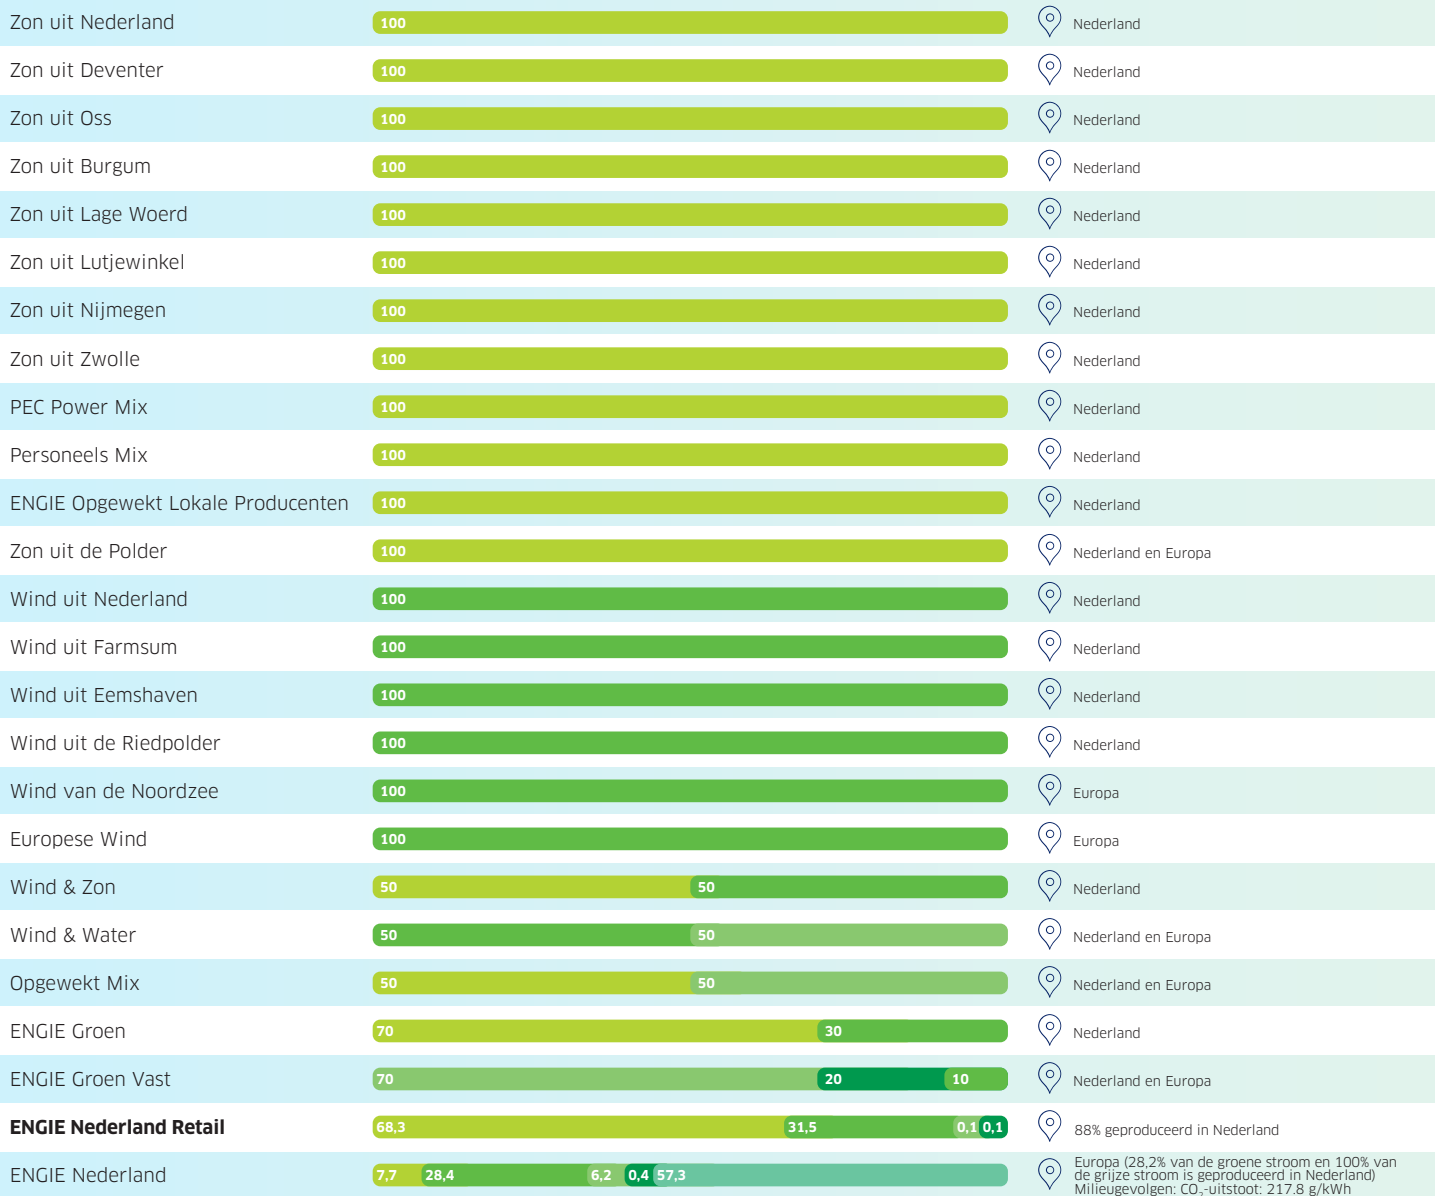 Zon uit Nederland 100 Nederland
Zon uit Deventer 100 Nederland
Zon uit Oss 100 Nederland
Zon uit Burgum 100 Nederland
Zon uit Lage Woerd 100 Nederland
Zon uit Lutjewinkel 100 Nederland
Zon uit Nijmegen 100 Nederland
Zon uit Zwolle 100 Nederland
PEC Power Mix 100 Nederland
Personeels Mix 100 Nederland
ENGIE Opgewekt Lokale Producenten 100 Nederland
Zon uit de Polder 100 Nederland en Europa
Wind uit Nederland 100 Nederland
Wind uit Farmsum 100 Nederland
Wind uit Eemshaven 100 Nederland
Wind uit de Riedpolder 100 Nederland
Wind van de Noordzee 100 Europa
Europese Wind 100 Europa
Wind & Zon 50 50 Nederland
Wind & Water 50 50 Nederland en Europa
Opgewekt Mix 50 50 Nederland en Europa
ENGIE Groen 70 30 Nederland
ENGIE Groen Vast 70 20 10 Nederland en Europa
ENGIE Nederland Retail 68,3 31,5 0,1 0,1 88% geproduceerd in Nederland
ENGIE Nederland 7,7 28,4 6,2 0,4 57,3 Europa (28,2% van de groene stroom en 100% van
de grijze stroom is geproduceerd in Nederland)
Milieugevolgen: CO₂-uitstoot: 217.8 g/kWh